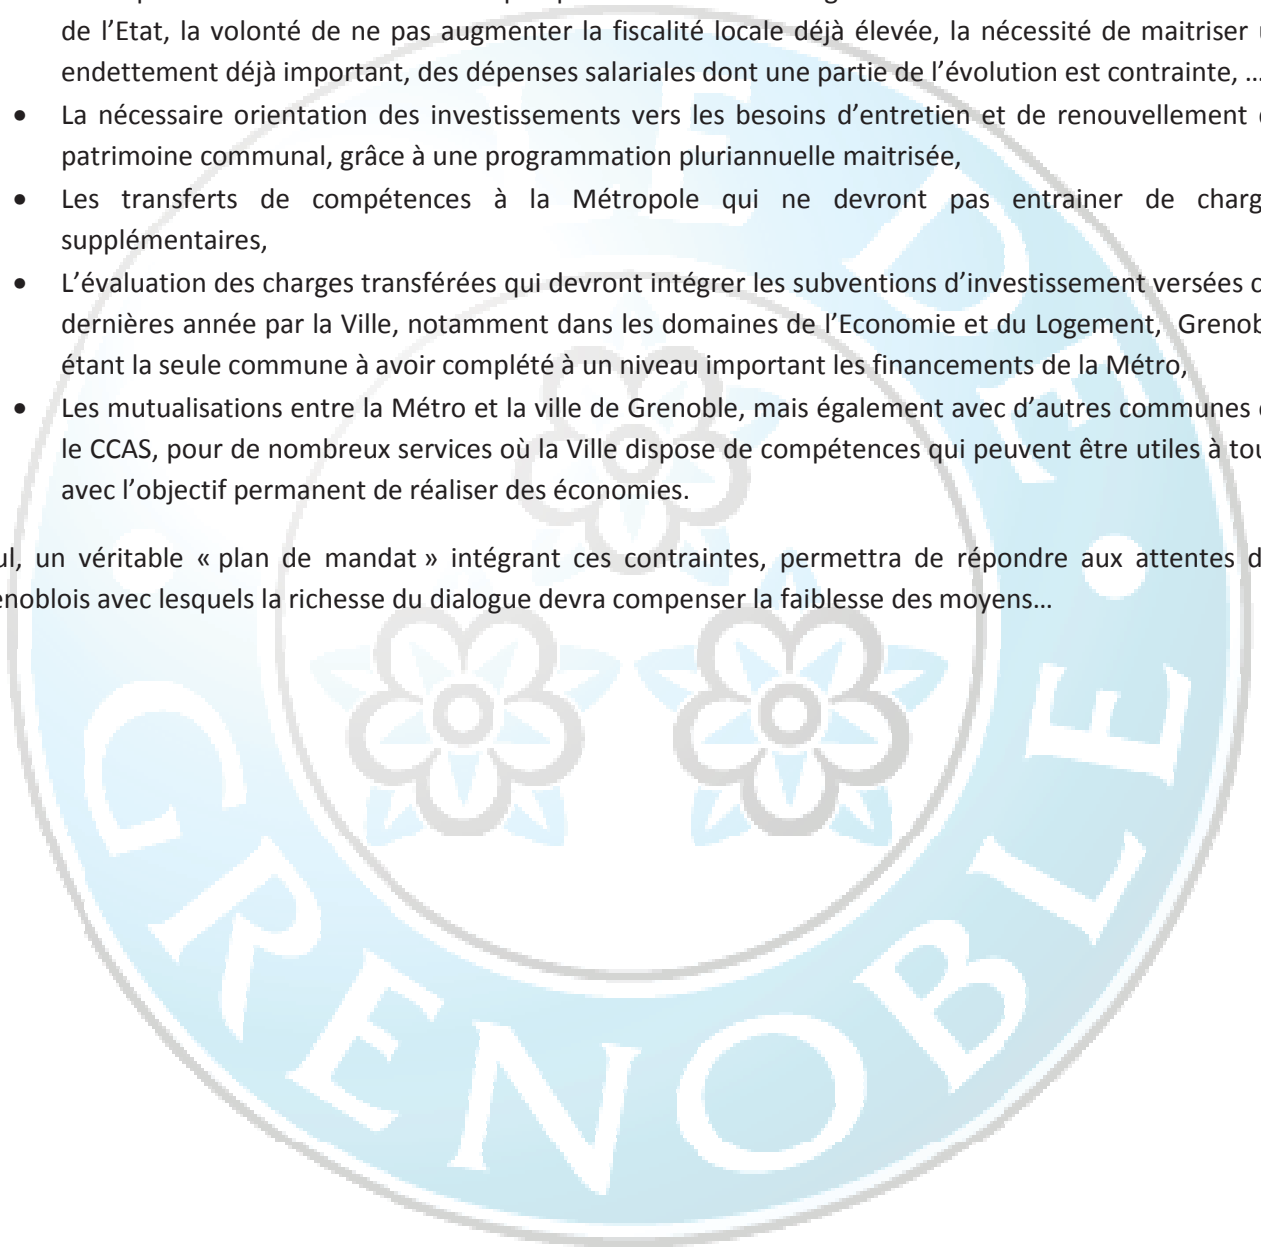 de l’Etat, la volonté de ne pas augmenter la fiscalité locale déjà élevée, la nécessité de maitriser
endettement déjà important, des dépenses salariales dont une partie de l’évolution est contrainte, ...
• La nécessaire orientation des investissements vers les besoins d’entretien et de renouvellement
patrimoine communal, grâce à une programmation pluriannuelle maitrisée,
• Les transferts de compétences à la Métropole qui ne devront pas entrainer de
supplémentaires,
• L’évaluation des charges transférées qui devront intégrer les subventions d’investissement versées
dernières année par la Ville, notamment dans les domaines de l’Economie et du Logement,
étant la seule commune à avoir complété à un niveau important les financements de la Métro,
• Les mutualisations entre la Métro et la ville de Grenoble, mais également avec d’autres communes
le CCAS, pour de nombreux services où la Ville dispose de compétences qui peuvent être utiles à
avec l’objectif permanent de réaliser des économies.
un véritable « plan de mandat » intégrant ces contraintes, permettra de répondre aux attentes
avec lesquels la richesse du dialogue devra compenser la faiblesse des moyens...
DE
GRENOBLE